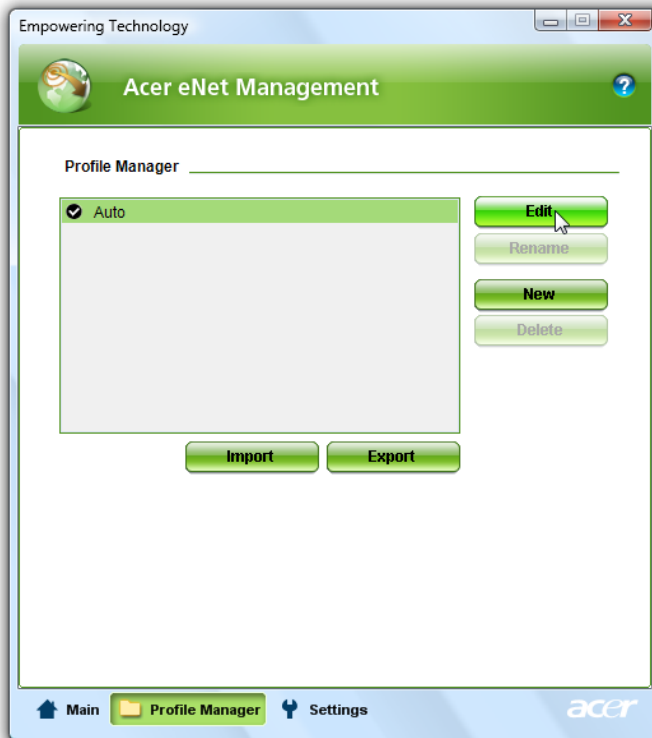 Empowering Technology
Acer eNet Management
?
Profile Manager
Auto
Edit
Rename
New
Delete
Import
Export
Main
Profile Manager
Settings
acer